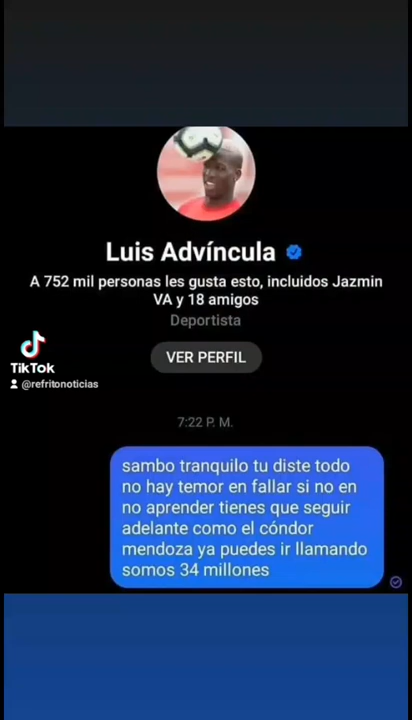 Luis Advíncula
A 752 mil personas les gusta esto, incluidos Jazmin
VA y 18 amigos
Deportista
VER PERFIL
TikTok
@refritonoticias
7:22 P. M.
sambo tranquilo tu diste todo
no hay temor en fallar si no en
no aprender tienes que seguir
adelante como el cóndor
mendoza ya puedes ir llamando
somos 34 millones